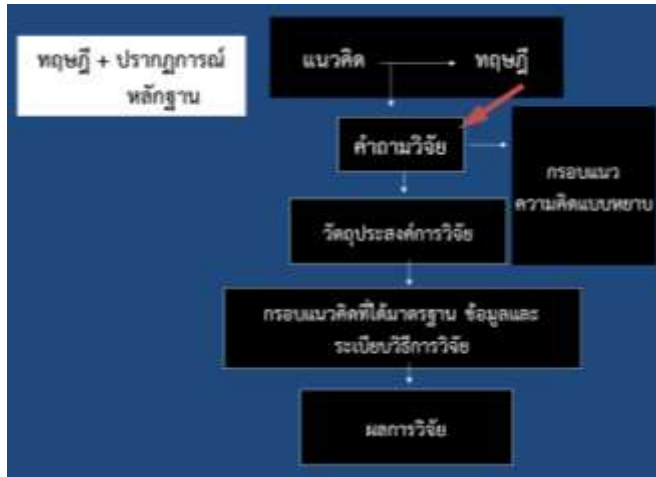 ทฤษฎี + ปรากฏการณ์
หลักฐาน
แนวคิด
ทฤษฎี
คำถามวิจัย
กรอบแนว
ความคิดแบบหยาบ
วัตถุประสงค์การวิจัย
กรอบแนวคิดที่ได้มาตรฐาน ข้อมูลและ
ระเบียบวิธีการวิจัย
ผลการวิจัย